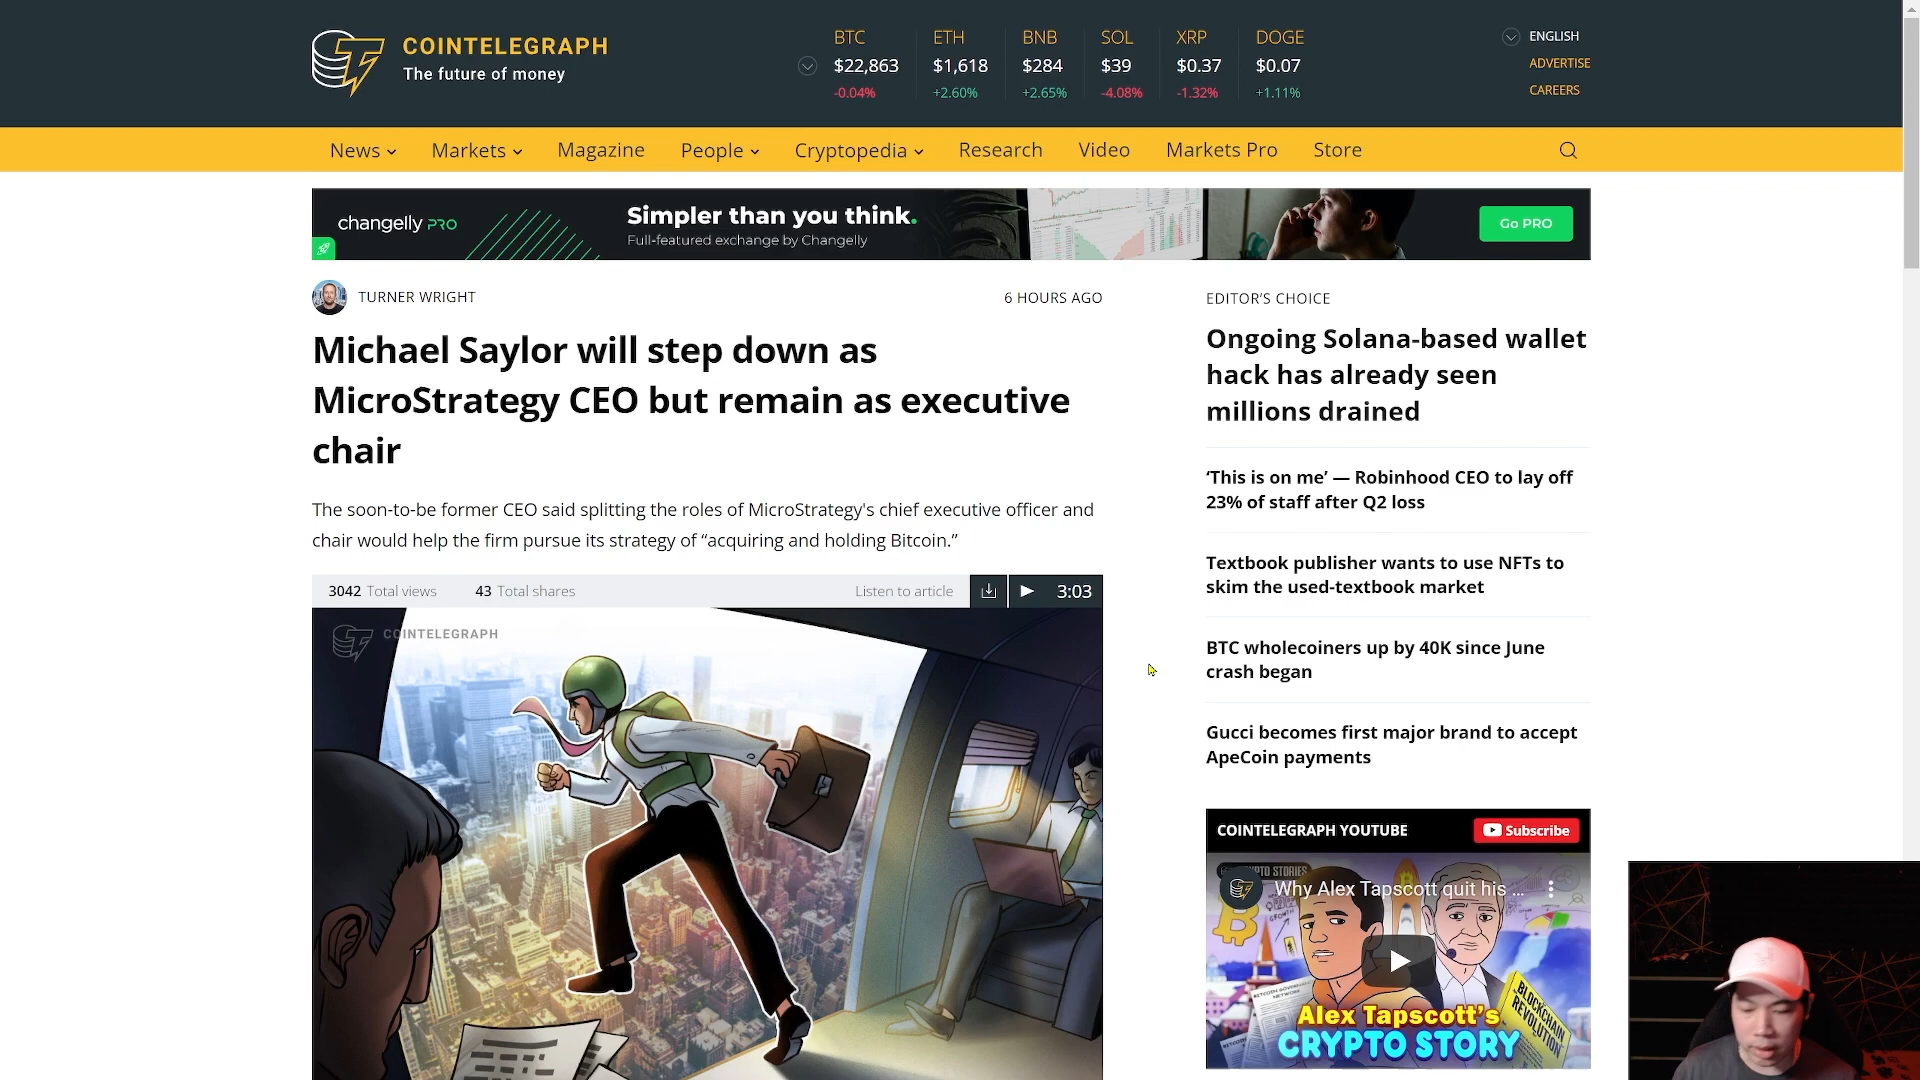 COINTELEGRAPH
The future of money
BTC
$22,863
-0.04%
ETH
$1,618
+2.60%
BNB
$284
+2.65%
SOL
$39
-4.08%
XRP
$0.37
-1.32%
DOGE
$0.07
+1.11%
ENGLISH
ADVERTISE
CAREERS
News
Markets
Magazine
People
Cryptopedia
Research
Video
Markets Pro
Store
changelly PRO
Simpler than you think.
Full-featured exchange by Changelly
Go PRO
TURNER WRIGHT
6 HOURS AGO
Michael Saylor will step down as
MicroStrategy CEO but remain as executive
chair
The soon-to-be former CEO said splitting the roles of MicroStrategy's chief executive officer and
chair would help the firm pursue its strategy of “acquiring and holding Bitcoin.”
3042 Total views
43 Total shares
Listen to article
3:03
COINTELEGRAPH
EDITOR’S CHOICE
Ongoing Solana-based wallet
hack has already seen
millions drained
‘This is on me’ — Robinhood CEO to lay off
23% of staff after Q2 loss
Textbook publisher wants to use NFTs to
skim the used-textbook market
BTC wholecoiners up by 40K since June
crash began
Gucci becomes first major brand to accept
ApeCoin payments
COINTELEGRAPH YOUTUBE
Subscribe
Why Alex Tapscott quit his ...
BLOCKCHAIN
REVOLUTION
Alex Tapscott's
CRYPTO STORY